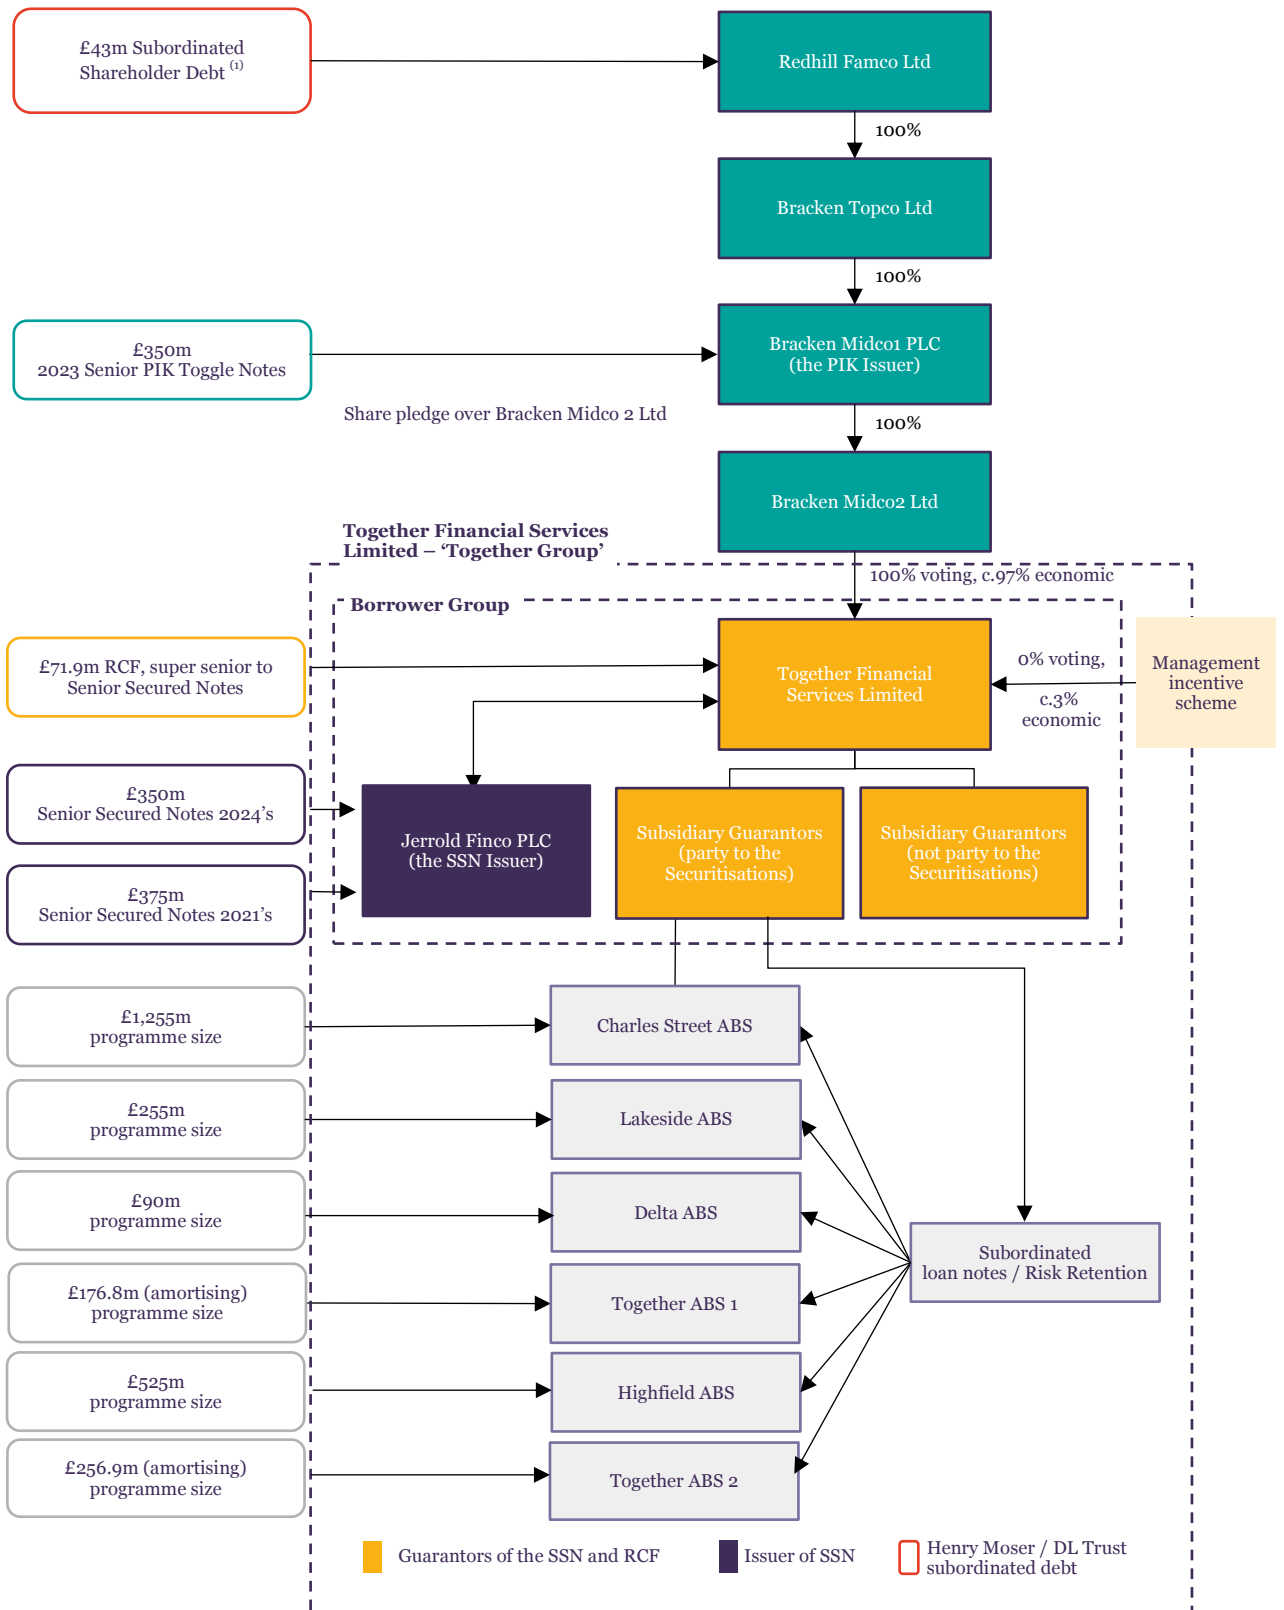 £43m Subordinated
Shareholder Debt (1)
Redhill Famco Ltd
100%
Bracken Topco Ltd
100%
£350m
2023 Senior PIK Toggle Notes
Bracken Midco1 PLC
(the PIK Issuer)
Share pledge over Bracken Midco 2 Ltd
100%
Bracken Midco2 Ltd
Together Financial Services
Limited – ‘Together Group’
100% voting, c.97% economic
Borrower Group
£71.9m RCF, super senior to
Senior Secured Notes
Together Financial
Services Limited
0% voting,
c.3%
economic
Management
incentive
scheme
£350m
Senior Secured Notes 2024’s
£375m
Senior Secured Notes 2021’s
Jerrold Finco PLC
(the SSN Issuer)
Subsidiary Guarantors
(party to the
Securitisations)
Subsidiary Guarantors
(not party to the
Securitisations)
£1,255m
programme size
Charles Street ABS
£255m
programme size
Lakeside ABS
£90m
programme size
Delta ABS
Subordinated
loan notes / Risk Retention
£176.8m (amortising)
programme size
Together ABS 1
£525m
programme size
Highfield ABS
£256.9m (amortising)
programme size
Together ABS 2
Guarantors of the SSN and RCF
Issuer of SSN
Henry Moser / DL Trust
subordinated debt